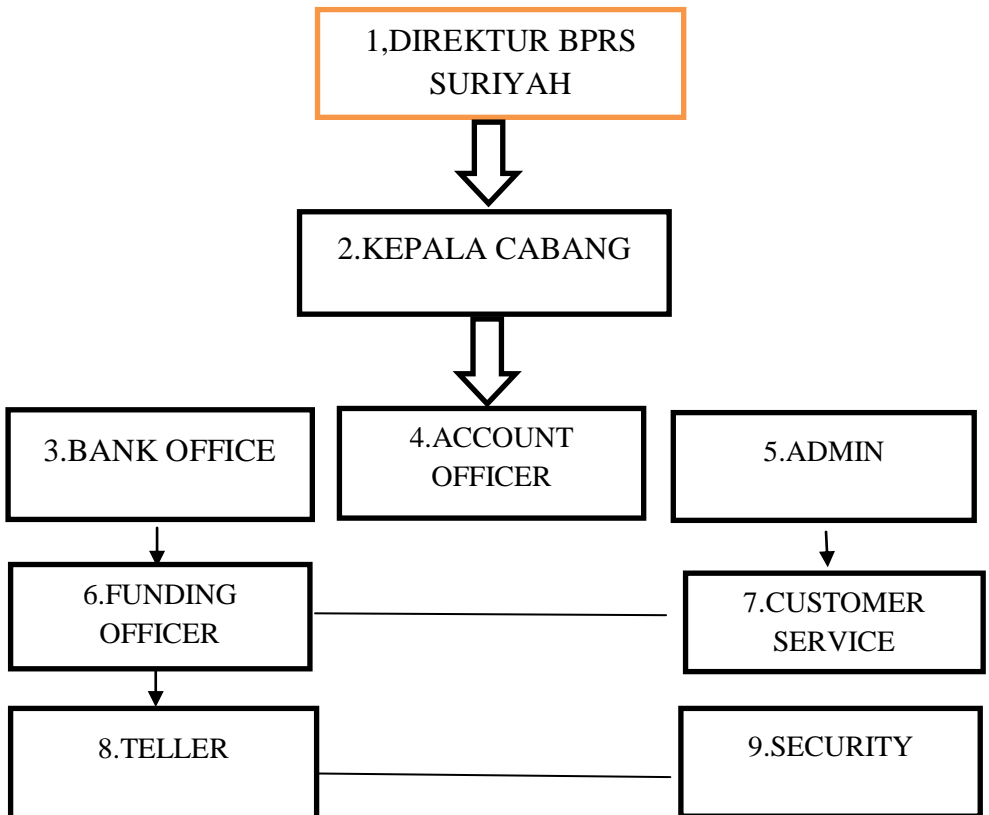 1,DIREKTUR BPRS
SURIYAH
2.KEPALA CABANG
3.BANK OFFICE
4.ACCOUNT
OFFICER
5.ADMIN
6.FUNDING
OFFICER
7.CUSTOMER
SERVICE
8.TELLER
9.SECURITY